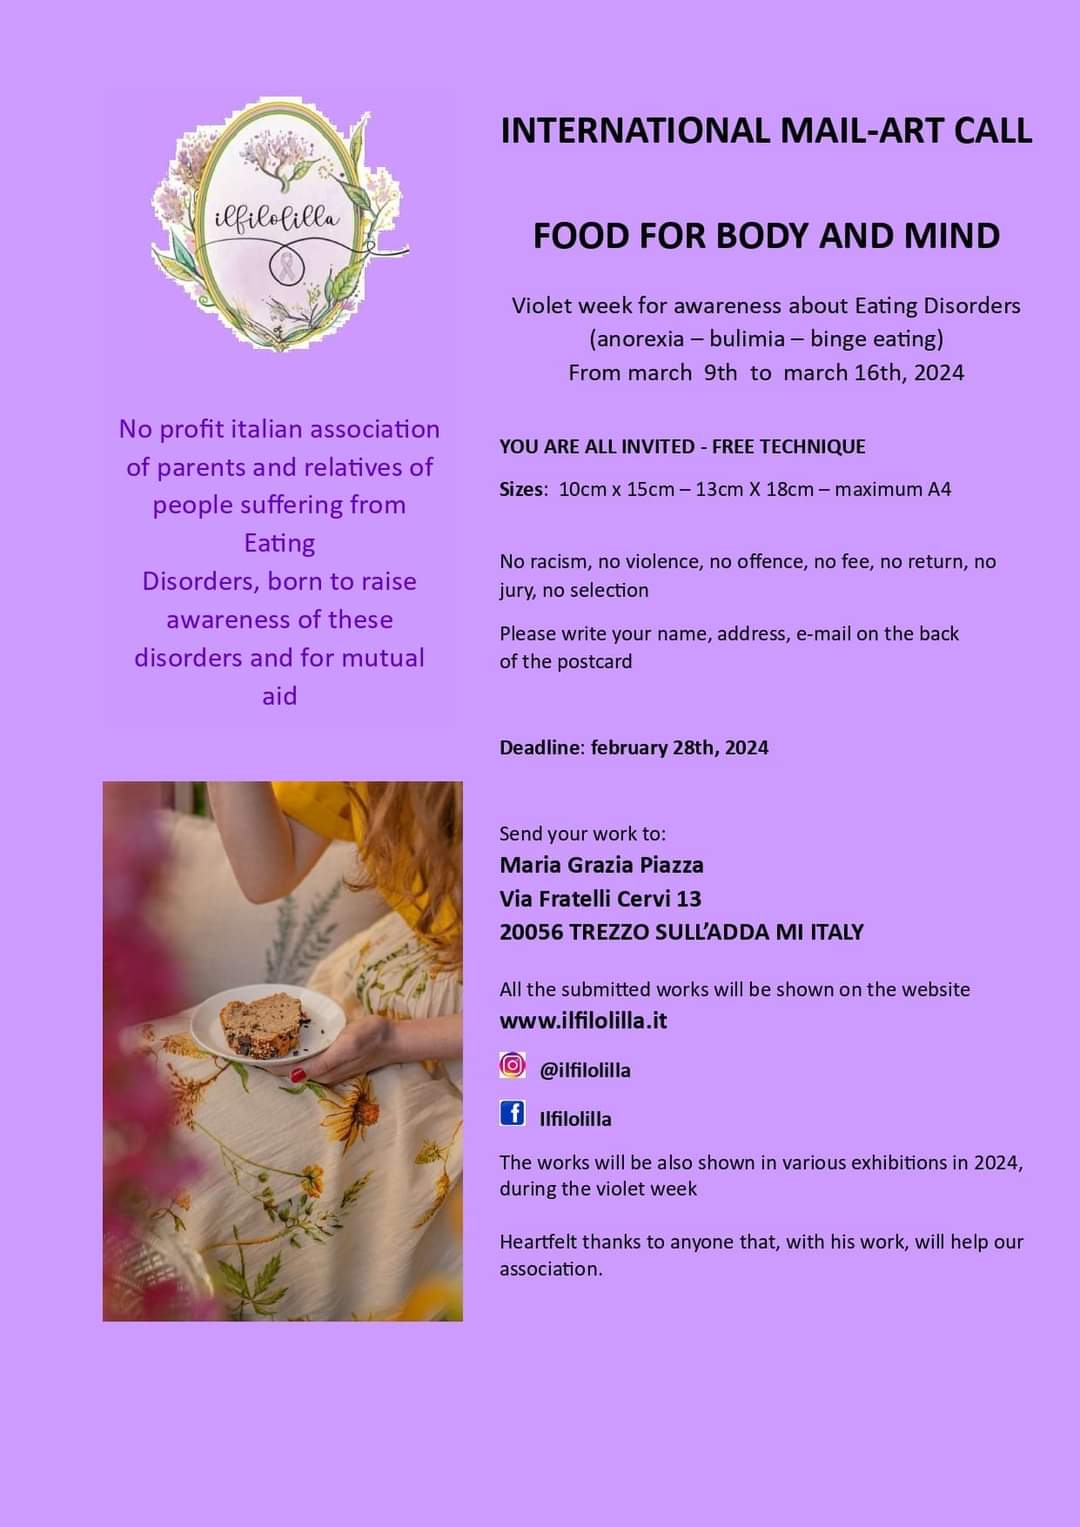 ilfilolilla
No profit italian association
of parents and relatives of
people suffering from
Eating
Disorders, born to raise
awareness of these
disorders and for mutual
aid
INTERNATIONAL MAIL-ART CALL
FOOD FOR BODY AND MIND
Violet week for awareness about Eating Disorders
(anorexia – bulimia – binge eating)
From march 9th to march 16th, 2024
YOU ARE ALL INVITED - FREE TECHNIQUE
Sizes: 10cm x 15cm – 13cm X 18cm – maximum A4
No racism, no violence, no offence, no fee, no return, no
jury, no selection
Please write your name, address, e-mail on the back
of the postcard
Deadline: february 28th, 2024
Send your work to:
Maria Grazia Piazza
Via Fratelli Cervi 13
20056 TREZZO SULL’ADDA MI ITALY
All the submitted works will be shown on the website
www.ilfilolilla.it
@ilfilolilla
Ilfilolilla
The works will be also shown in various exhibitions in 2024,
during the violet week
Heartfelt thanks to anyone that, with his work, will help our
association.